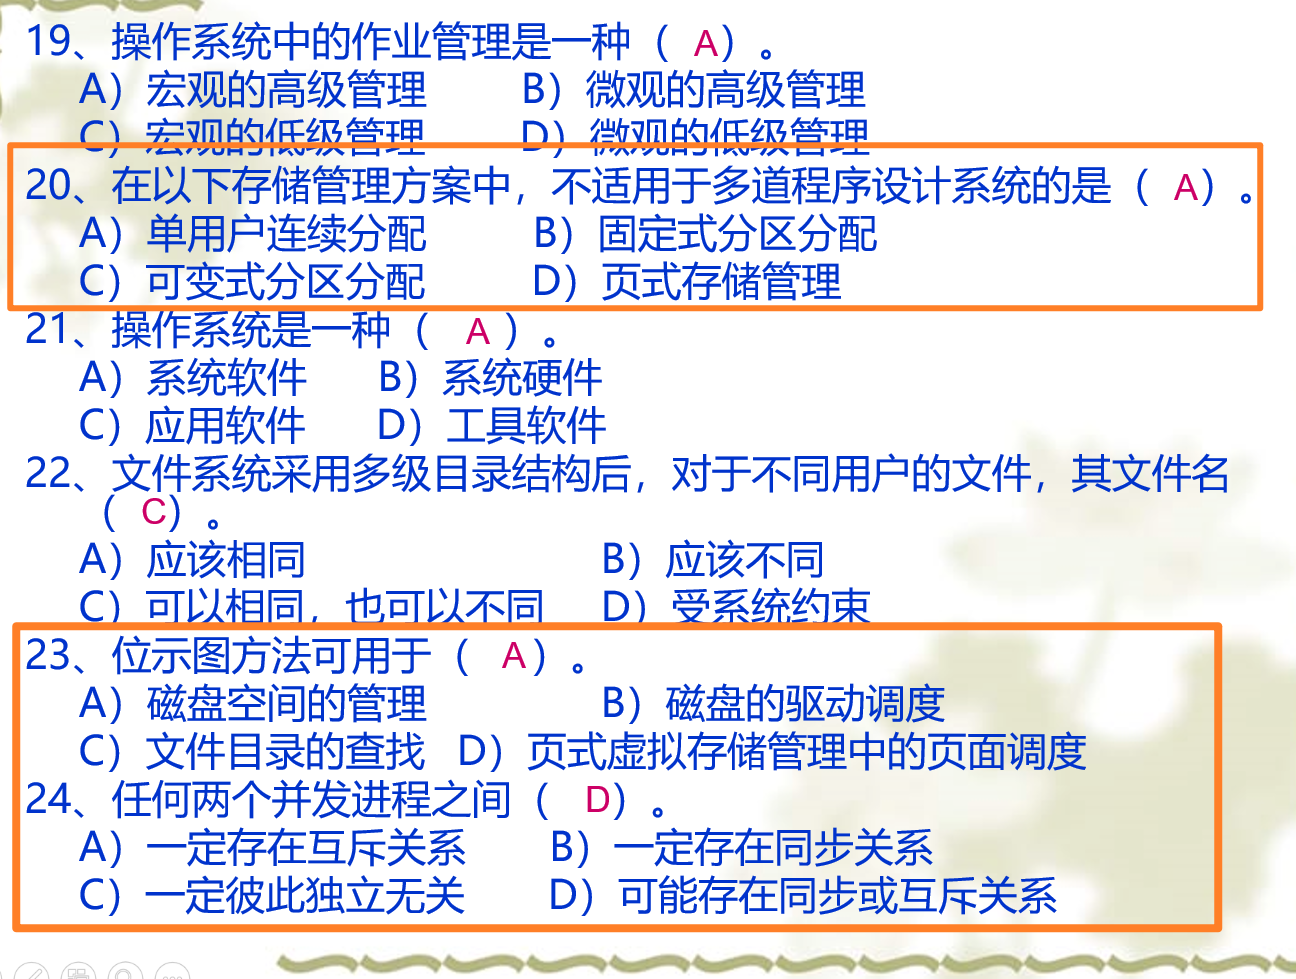 19、操作系统中的作业管理是一种（ A）。
A）宏观的高级管理 B）微观的高级管理
C）宏观的低级管理 D）微观的低级管理
20、在以下存储管理方案中，不适用于多道程序设计系统的是（ A）。
A）单用户连续分配 B）固定式分区分配
C）可变式分区分配 D）页式存储管理
21、操作系统是一种（ A ）。
A）系统软件 B）系统硬件
C）应用软件 D）工具软件
22、文件系统采用多级目录结构后，对于不同用户的文件，其文件名
（ C）。
A）应该相同 B）应该不同
C）可以相同，也可以不同 D）受系统约束
23、位示图方法可用于（ A）。
A）磁盘空间的管理 B）磁盘的驱动调度
C）文件目录的查找 D）页式虚拟存储管理中的页面调度
24、任何两个并发进程之间（ D）。
A）一定存在互斥关系 B）一定存在同步关系
C）一定彼此独立无关 D）可能存在同步或互斥关系